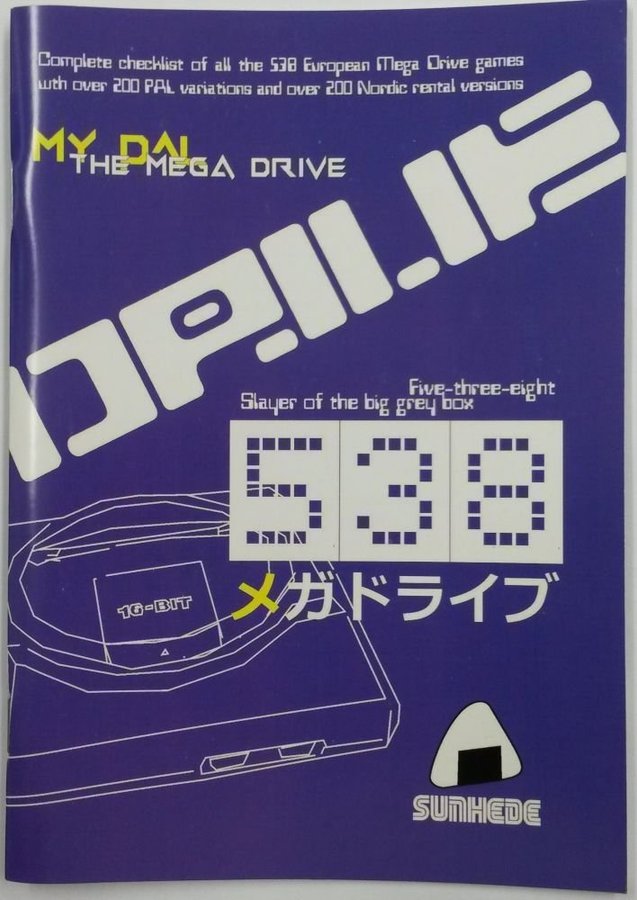 Complete checklist of all the 538 European Mega Drive games
with over 200 PAL variations and over 200 Nordic rental versions
MY PAL
THE MEGA DRIVE
Five-three-eight
Slayer of the big grey box
538
メガドライブ
16-BIT
SUNHEDE